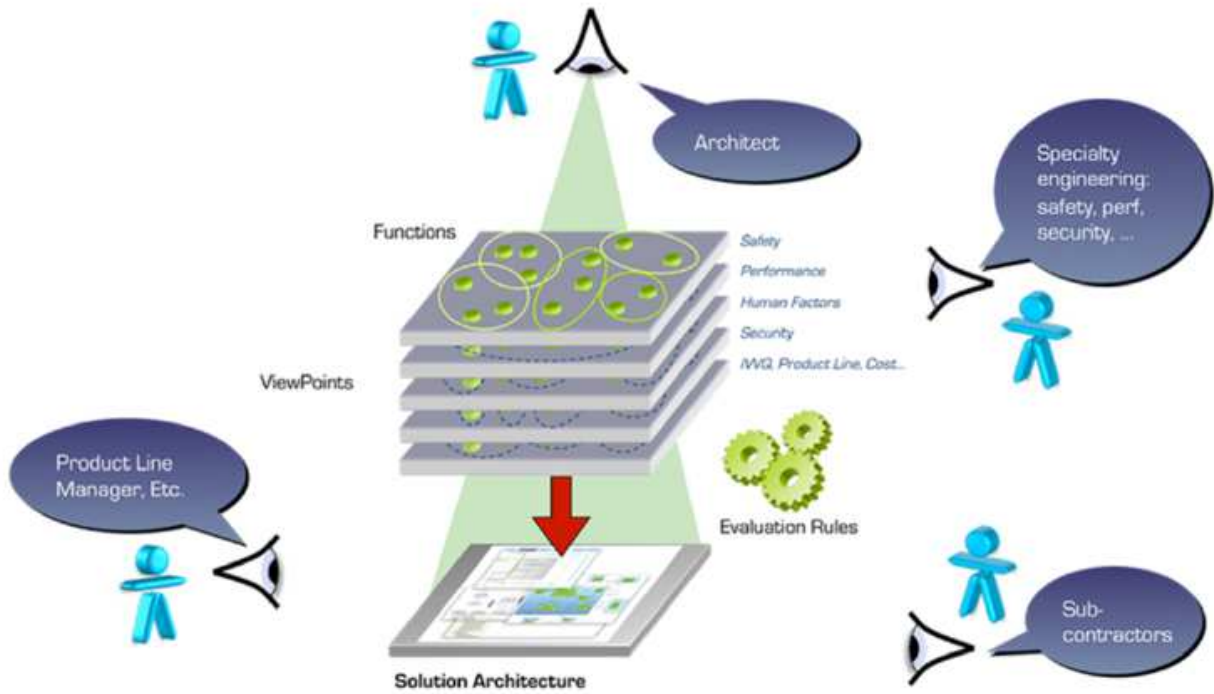 Architect
Specialty
engineering:
safety, perf,
security, ...
Functions
Safety
Performance
Human Factors
Security
IVVQ, Product Line, Cost...
ViewPoints
Product Line
Manager, Etc.
Evaluation Rules
Sub-
contractors
Solution Architecture